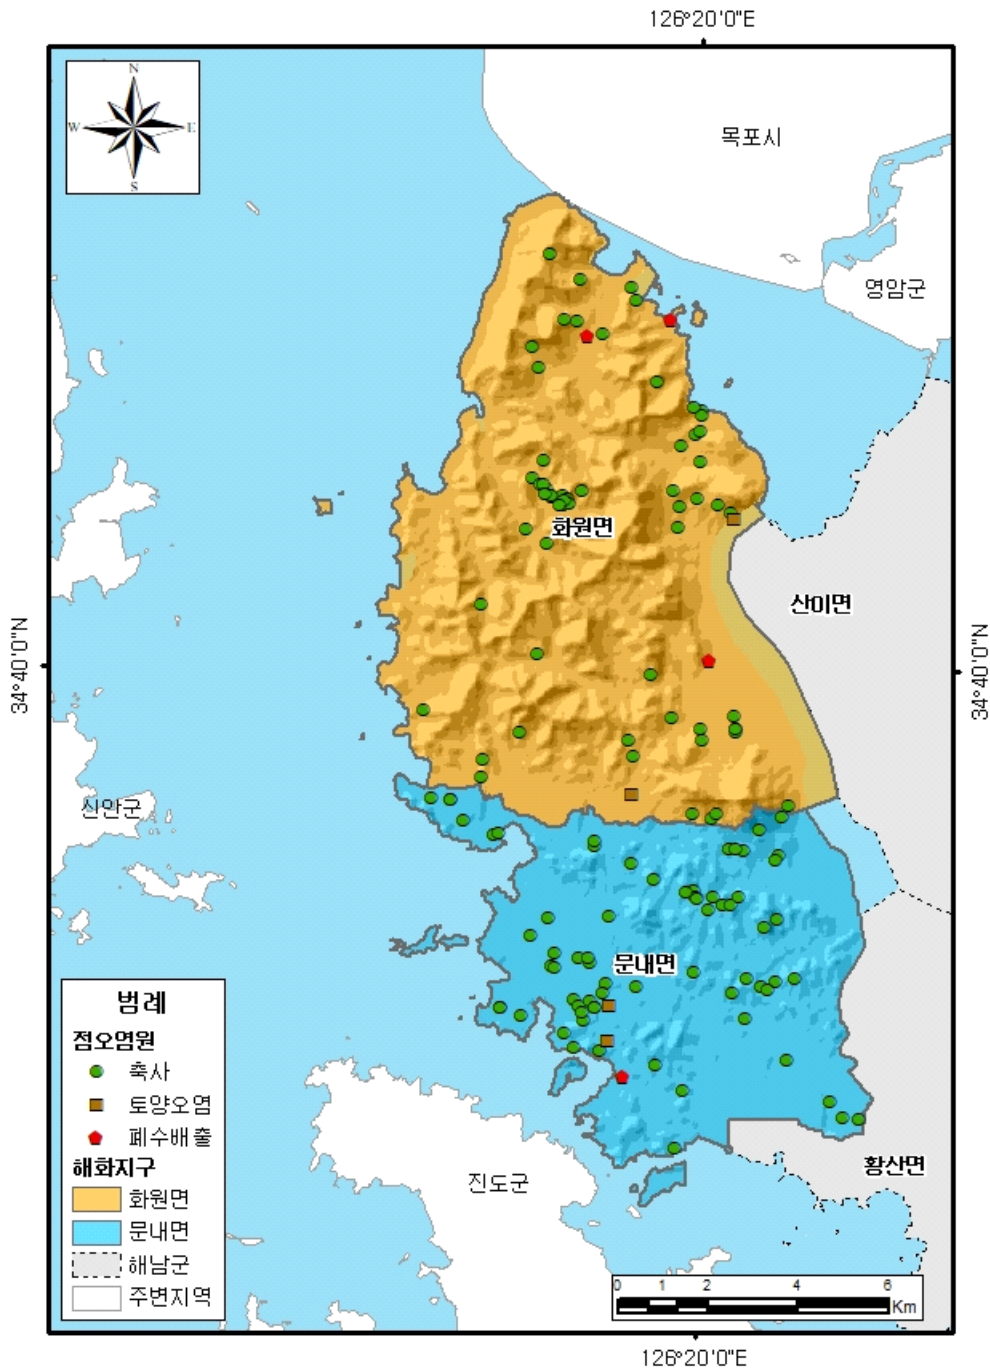 126°20'0"E
N
W
E
S
목포시
영암군
화원면
산이면
34°40'0"N
34°40'0"N
신안군
문내면
범례
점오염원
축사
토양오염
폐수배출
해화지구
화원면
문내면
해남군
주변지역
진도군
황산면
0 1 2 4 6
Km
126°20'0"E